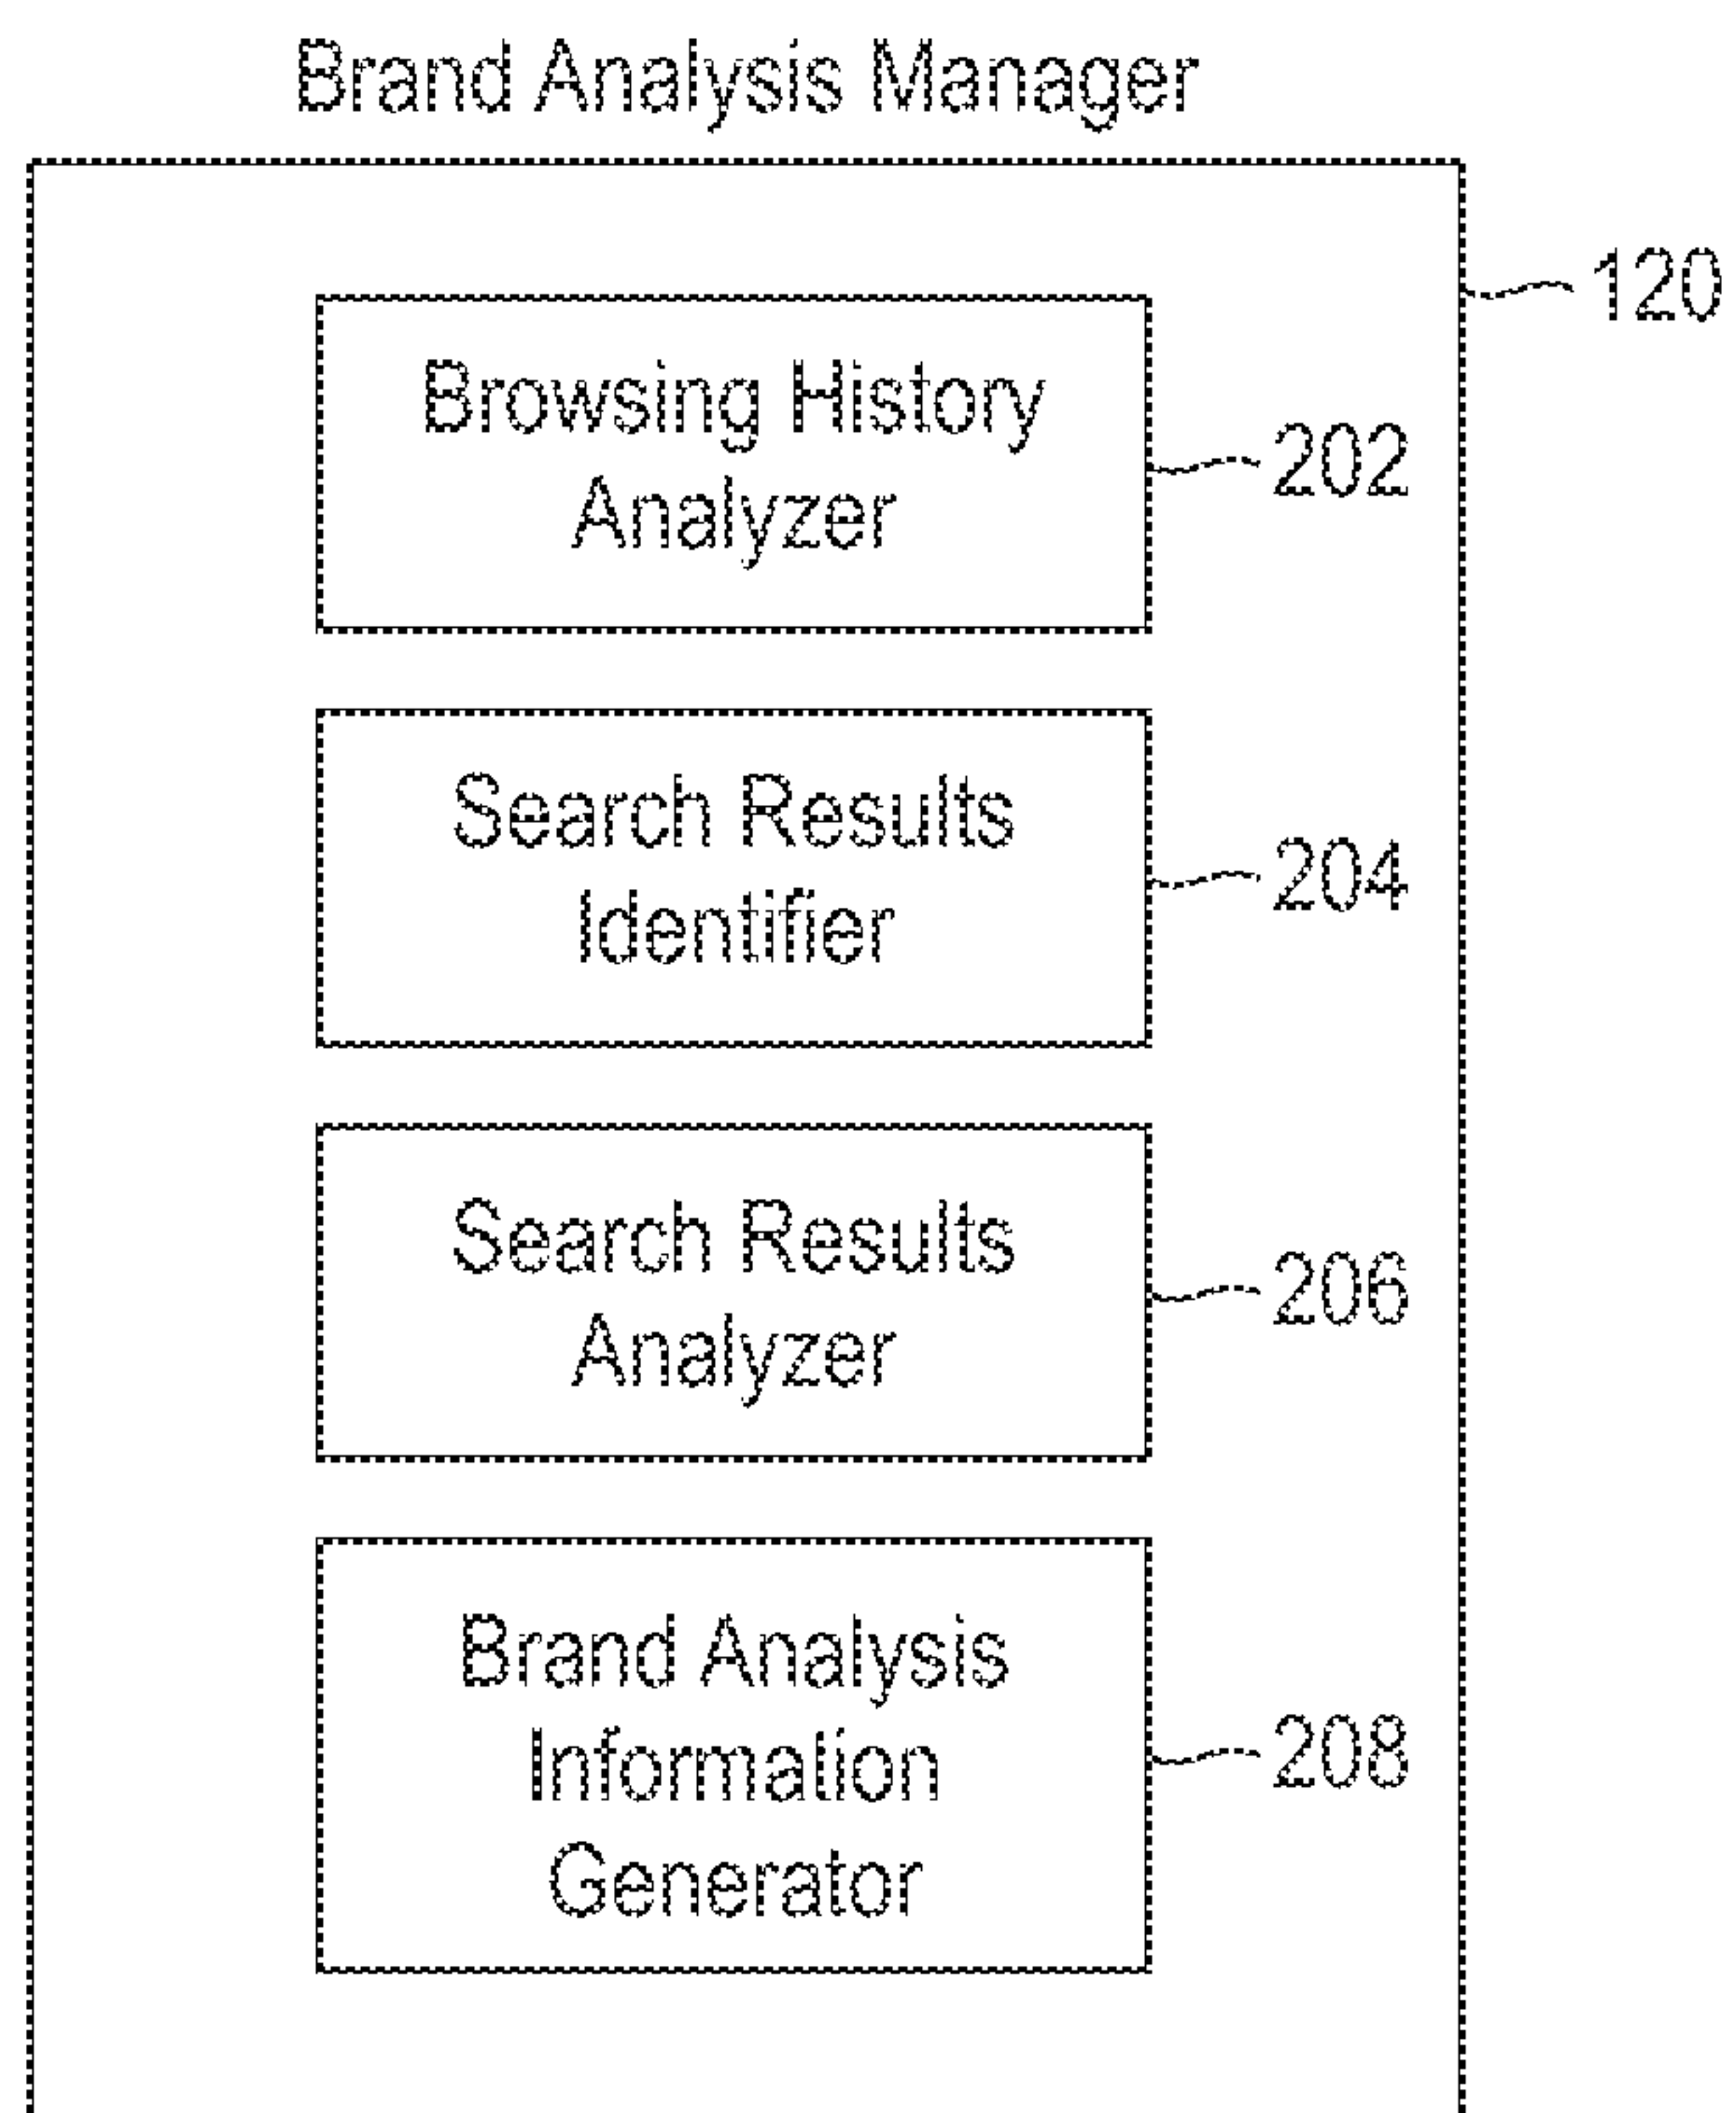 Brand Analysis Manager
120
Browsing History
Analyzer
202
Search Results
Identifier
204
Search Results
Analyzer
206
Brand Analysis
Information
Generator
208